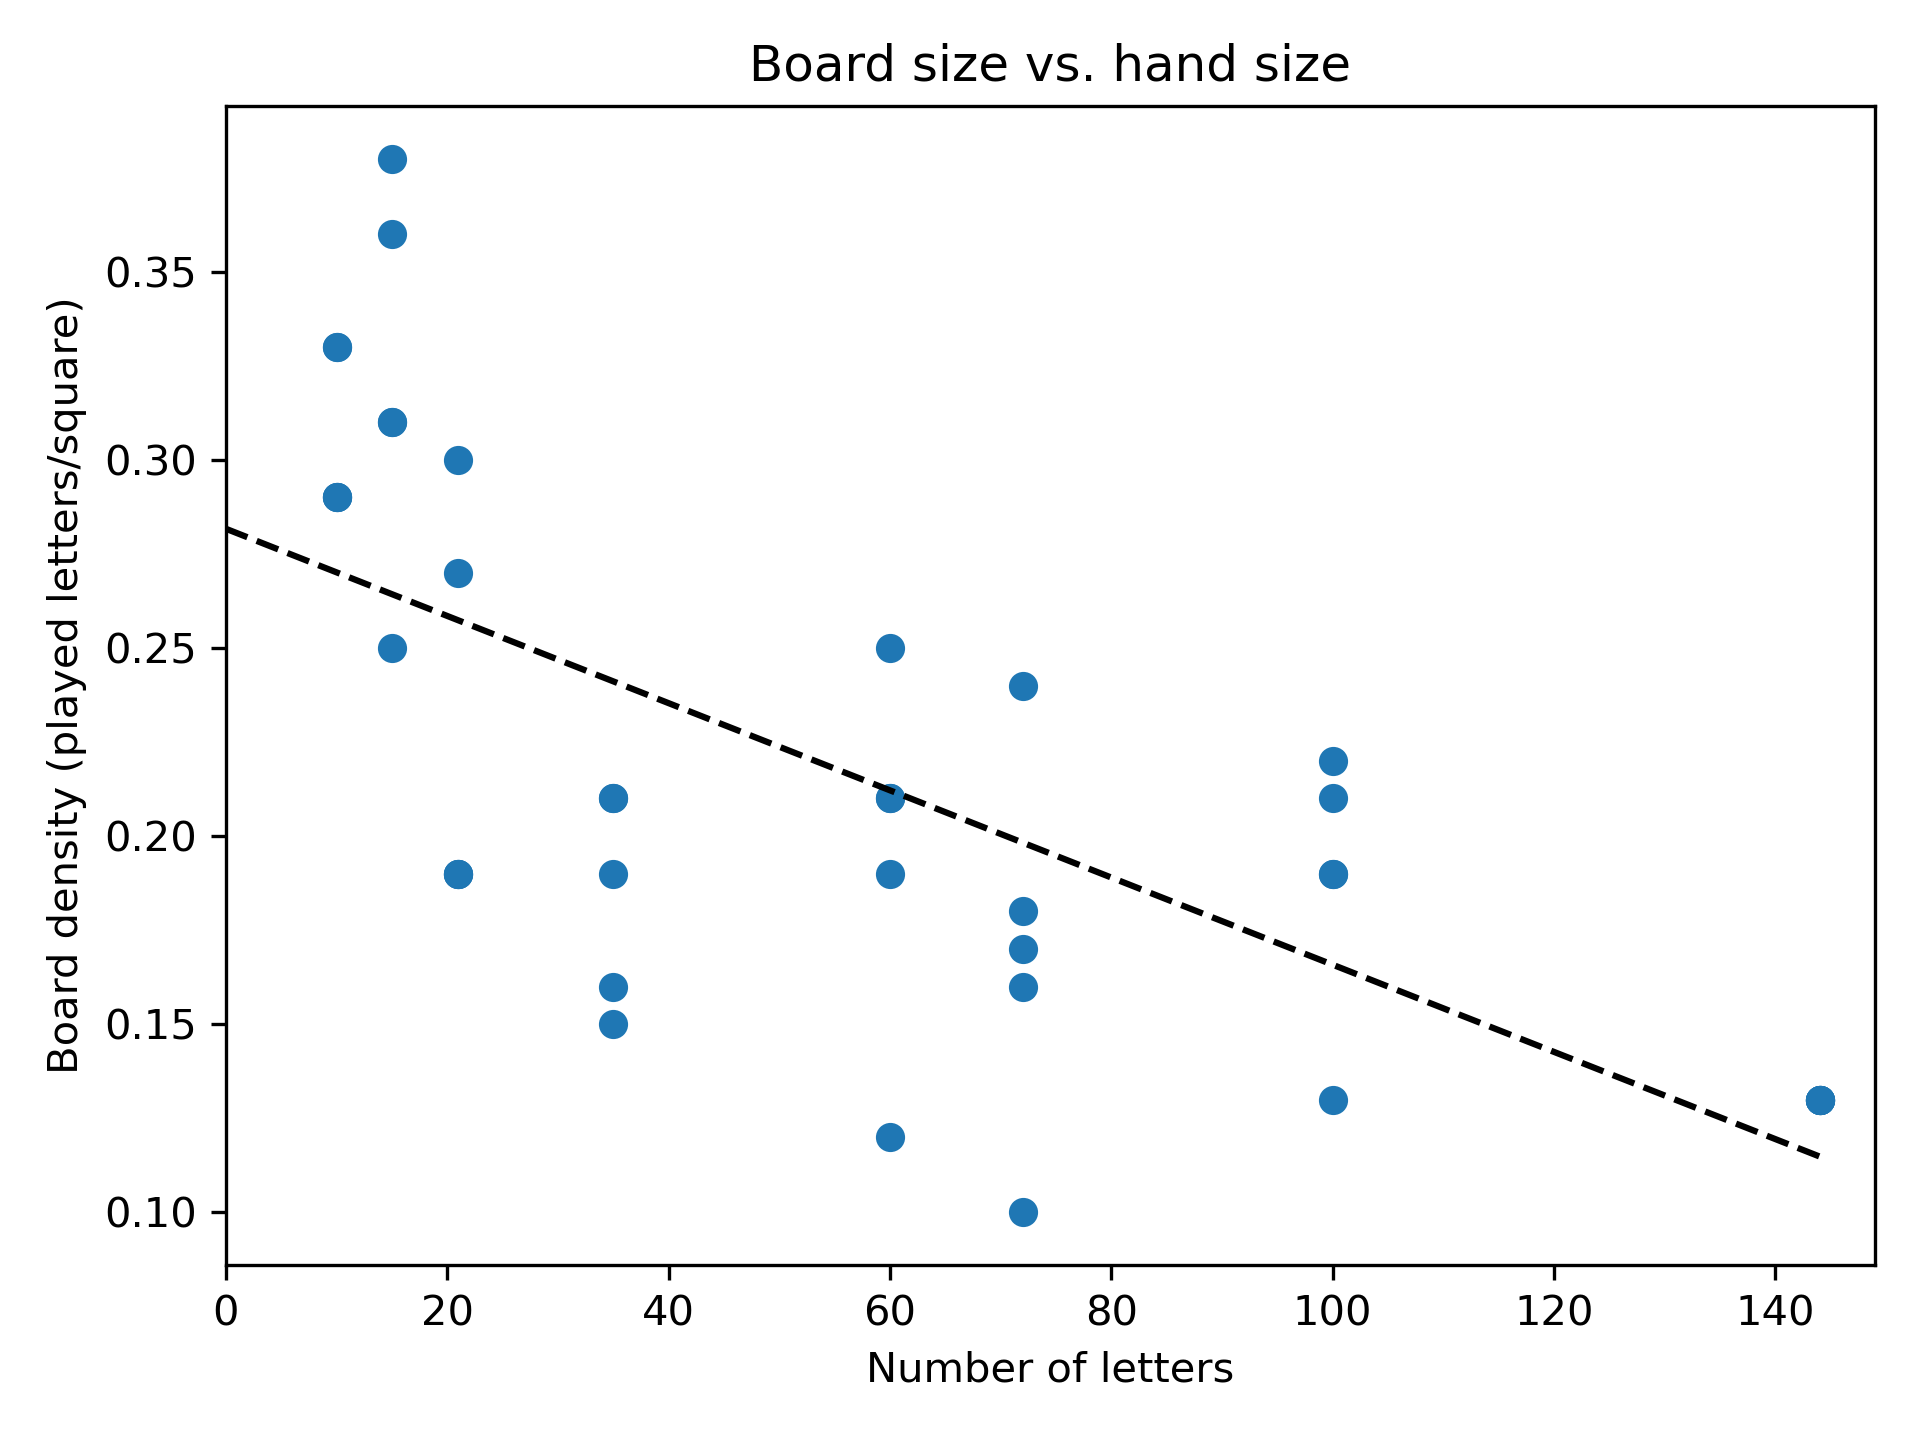 Board size vs. hand size
Board density (played letters/square)
0.35
0.30
0.25
0.20
0.15
0.10
0 20 40 60 80 100 120 140
Number of letters